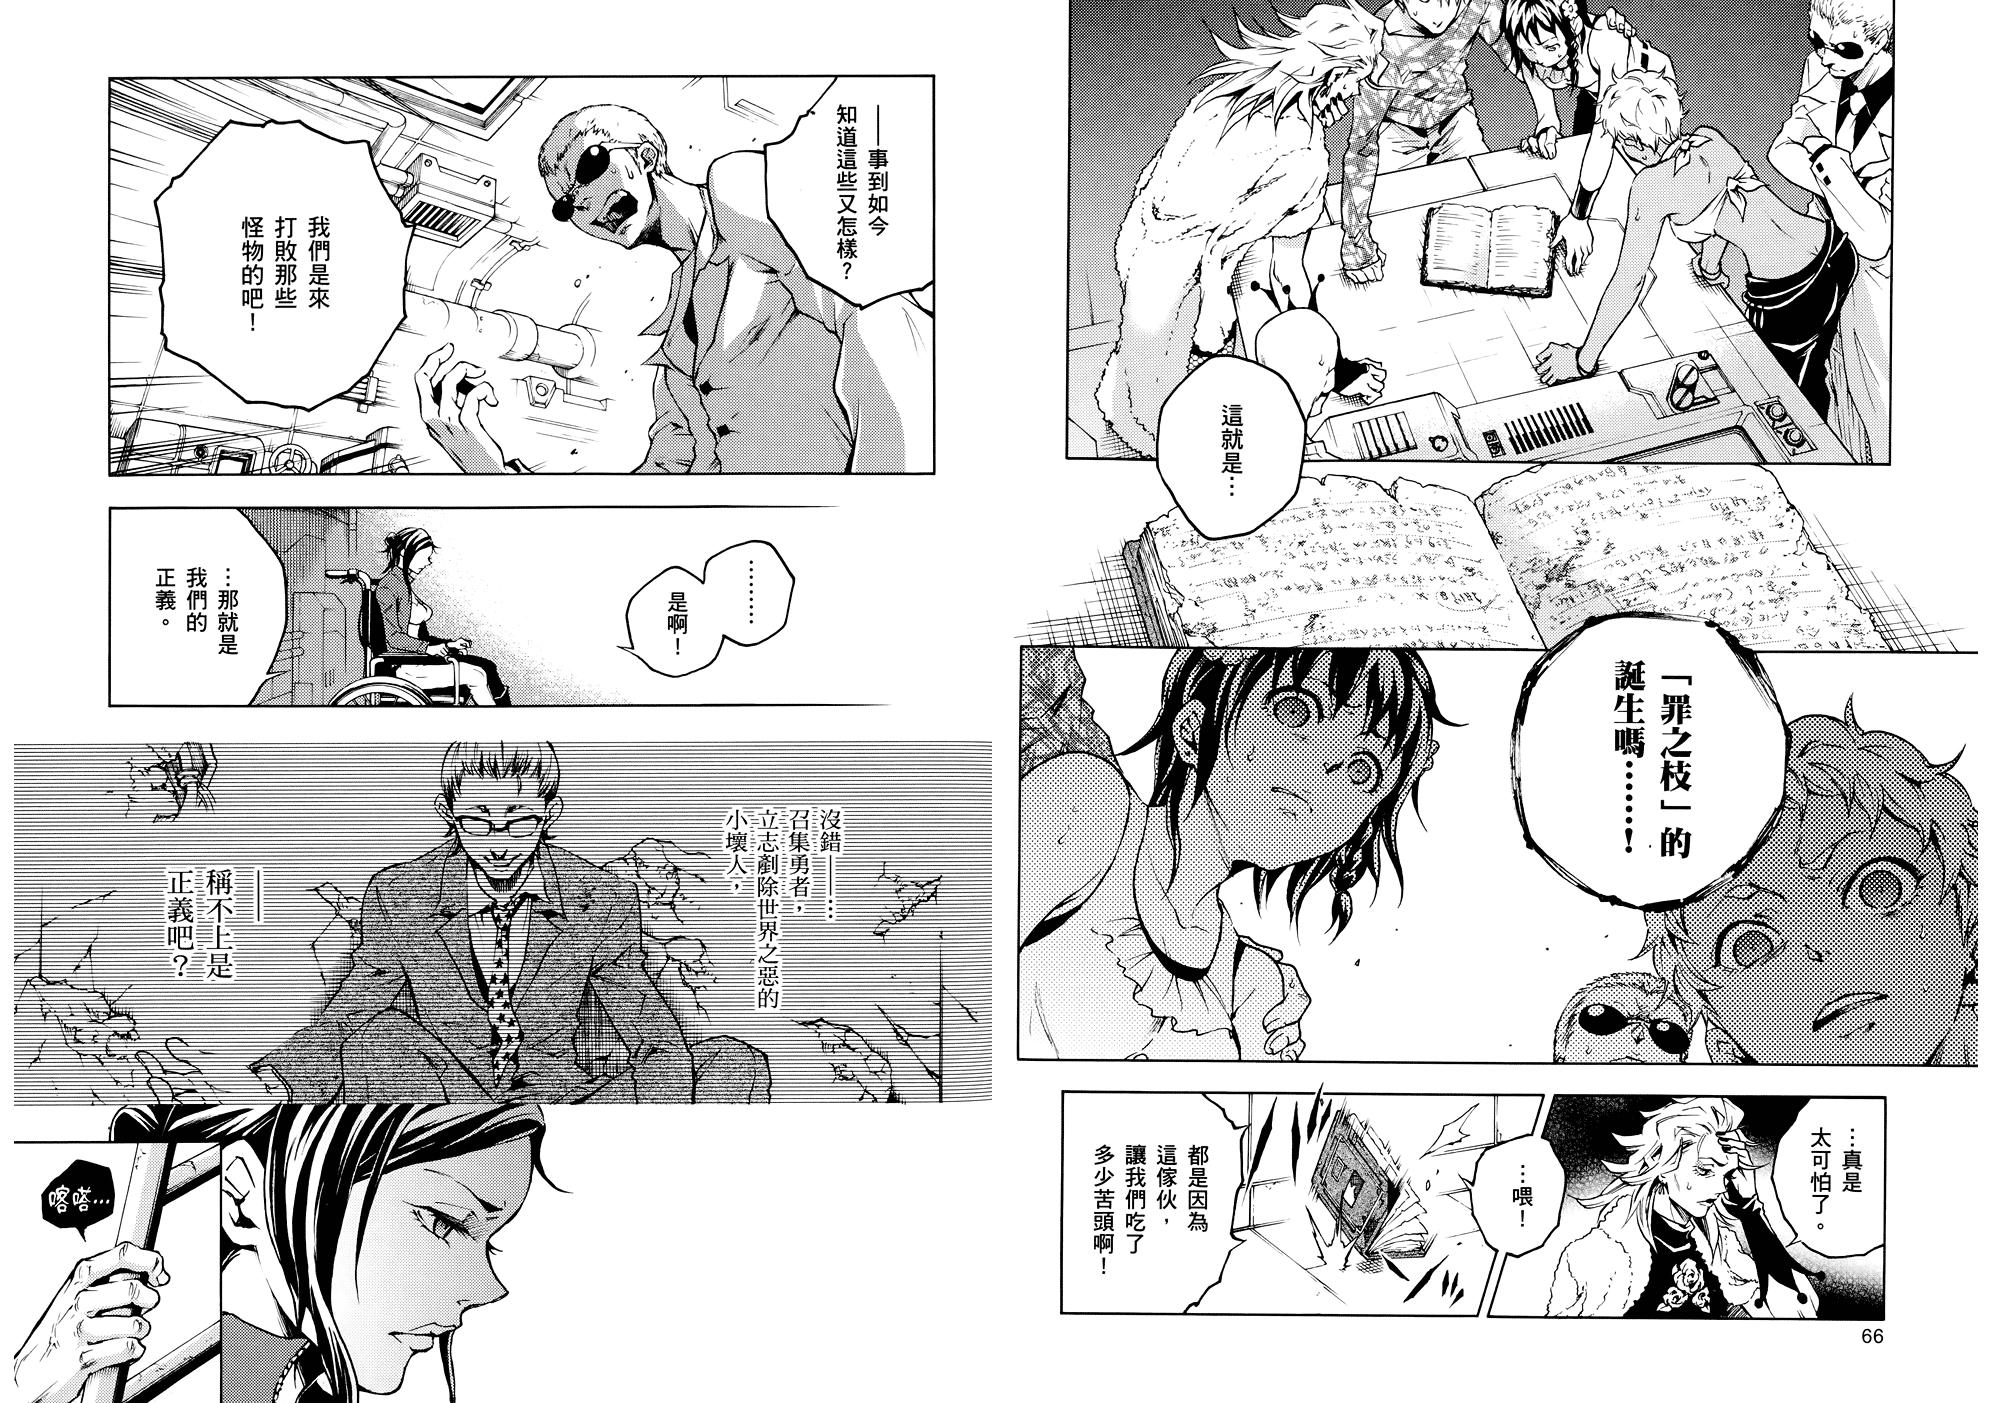 這就是…
「罪之枝」的
誕生嗎……！
…真是
太可怕了。
…喂！
都是因為
這傢伙，
讓我們吃了
多少苦頭啊！
66
——事到如今
知道這些又怎樣？
我們是來
打敗那些
怪物的吧！
………
是啊！
…那就是
我們的
正義。
沒錯——…
召集勇者，
立志剷除世界之惡的
小壞人，
——
稱不上是
正義吧？
喀嗒…